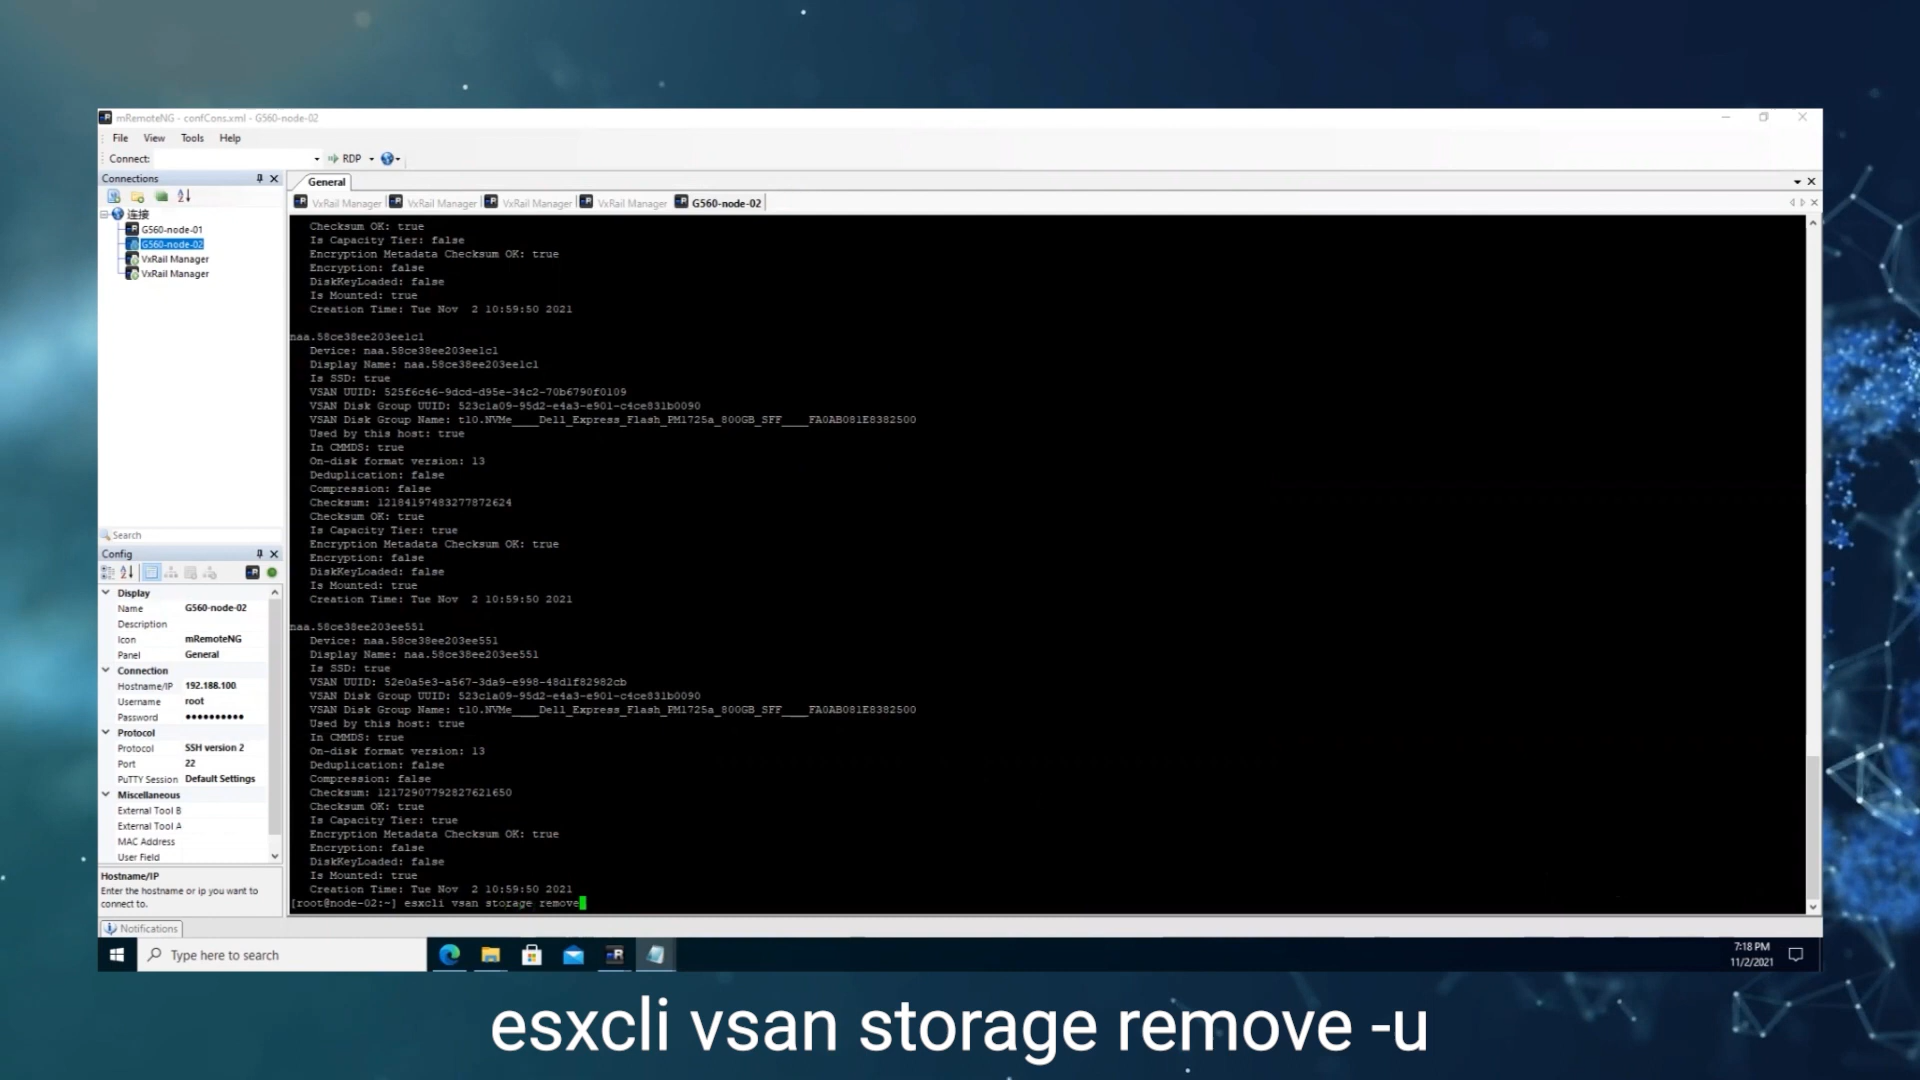 mRemoteNG - confCons.xml - G560-node-02
File View Tools Help
Connect: RDP
Connections
General
VxRail Manager VxRail Manager VxRail Manager VxRail Manager G560-node-02
连接
G560-node-01
G560-node-02
VxRail Manager
VxRail Manager
Search
Config
Display
Name G560-node-02
Description
Icon mRemoteNG
Panel General
Connection
Hostname/IP 192.188.100
Username root
Password ••••••••••
Protocol
Protocol SSH version 2
Port 22
PuTTY Session Default Settings
Miscellaneous
External Tool B
External Tool A
MAC Address
User Field
Hostname/IP
Enter the hostname or ip you want to
connect to.
Notifications
Checksum OK: true
Is Capacity Tier: false
Encryption Metadata Checksum OK: true
Encryption: false
DiskKeyLoaded: false
Is Mounted: true
Creation Time: Tue Nov  2 10:59:50 2021
naa.58ce38ee203ee1c1
Device: naa.58ce38ee203ee1c1
Display Name: naa.58ce38ee203ee1c1
Is SSD: true
VSAN UUID: 525f6c46-9dcd-d95e-34c2-70b6790f0109
VSAN Disk Group UUID: 523c1a09-95d2-e4a3-e901-c4ce831b0090
VSAN Disk Group Name: t10.NVMe____Dell_Express_Flash_PM1725a_800GB_SFF____FA0AB081E8382500
Used by this host: true
In CMMDS: true
On-disk format version: 13
Deduplication: false
Compression: false
Checksum: 12184197483277872624
Checksum OK: true
Is Capacity Tier: true
Encryption Metadata Checksum OK: true
Encryption: false
DiskKeyLoaded: false
Is Mounted: true
Creation Time: Tue Nov  2 10:59:50 2021
naa.58ce38ee203ee551
Device: naa.58ce38ee203ee551
Display Name: naa.58ce38ee203ee551
Is SSD: true
VSAN UUID: 52e0a5e3-a567-3da9-e998-48d1f82982cb
VSAN Disk Group UUID: 523c1a09-95d2-e4a3-e901-c4ce831b0090
VSAN Disk Group Name: t10.NVMe____Dell_Express_Flash_PM1725a_800GB_SFF____FA0AB081E8382500
Used by this host: true
In CMMDS: true
On-disk format version: 13
Deduplication: false
Compression: false
Checksum: 12172907792827621650
Checksum OK: true
Is Capacity Tier: true
Encryption Metadata Checksum OK: true
Encryption: false
DiskKeyLoaded: false
Is Mounted: true
Creation Time: Tue Nov  2 10:59:50 2021
[root@node-02:~] esxcli vsan storage remove
Type here to search
7:18 PM
11/2/2021
esxcli vsan storage remove -u